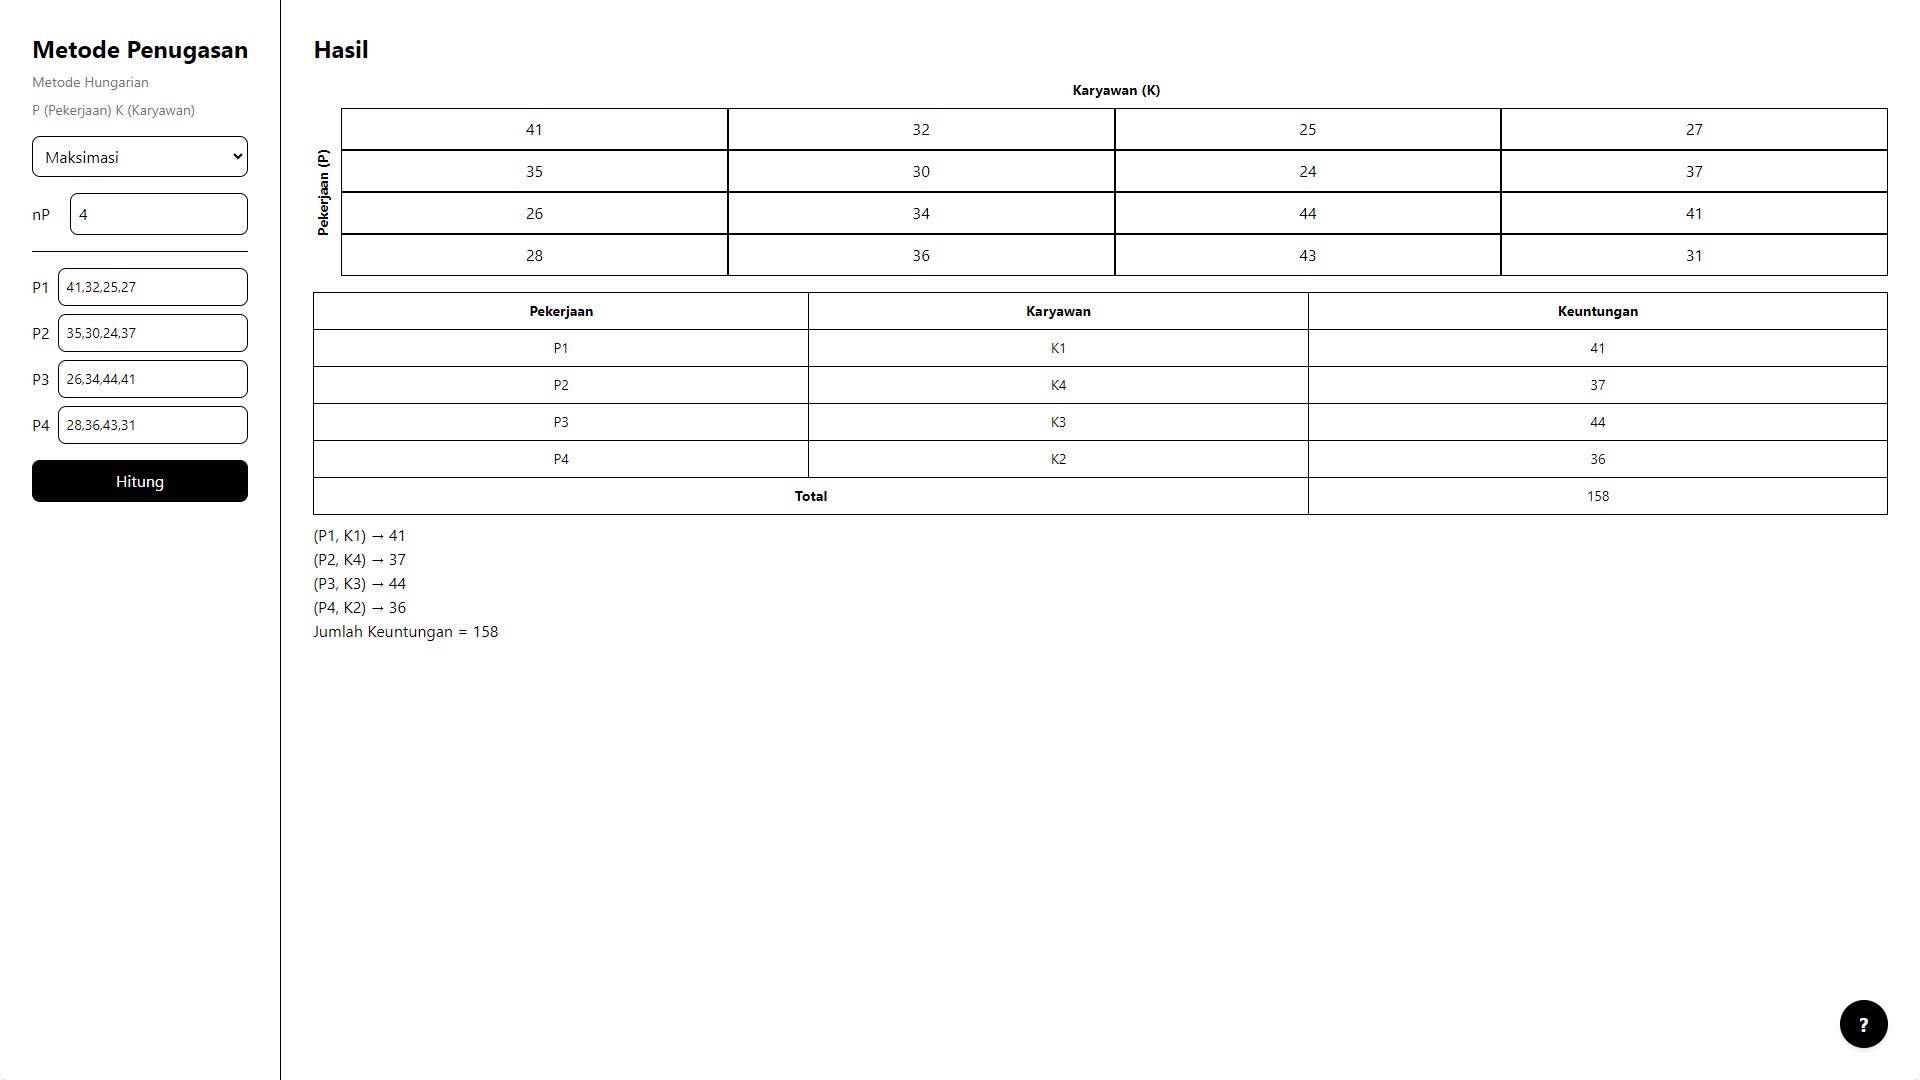 Metode Penugasan
Metode Hungarian
P (Pekerjaan) K (Karyawan)
Maksimasi
nP 4
P1 41,32,25,27
P2 35,30,24,37
P3 26,34,44,41
P4 28,36,43,31
Hitung
Hasil
Karyawan (K)
Pekerjaan (P)
41 32 25 27
35 30 24 37
26 34 44 41
28 36 43 31
Pekerjaan Karyawan Keuntungan
P1 K1 41
P2 K4 37
P3 K3 44
P4 K2 36
Total 158
(P1, K1) → 41
(P2, K4) → 37
(P3, K3) → 44
(P4, K2) → 36
Jumlah Keuntungan = 158
?